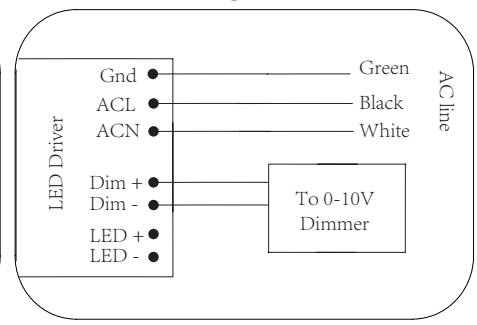 Gnd
Green
ACL
Black
ACN
White
AC line
LED Driver
Dim +
Dim -
To 0-10V
Dimmer
LED +
LED -